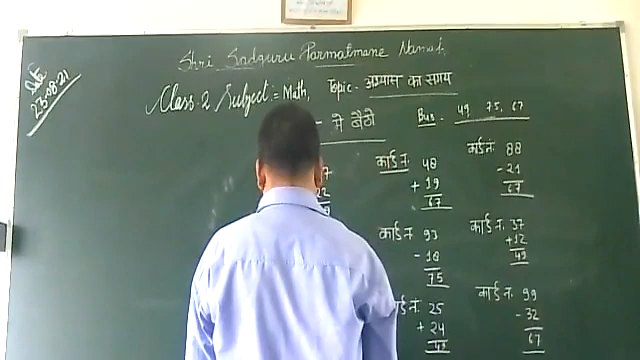 Shri Sadguru Parmatmane Namah
Date
23-08-21
Class-2 Subject:- Math, Topic- अभ्यास का समय
- में बैठो Bus- 49, 75, 67
कार्ड नं 48
+ 19
67
कार्ड नं 88
- 21
67
कार्ड नं 93
- 18
75
कार्ड नं 37
+12
49
कार्ड नं 25
+ 24
49
कार्ड नं 99
- 32
67